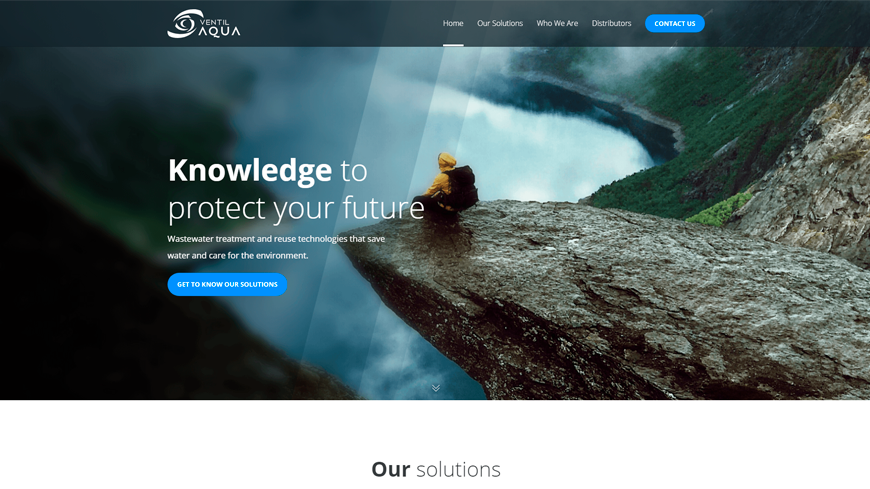 VENTIL
AQUA
Home
Our Solutions
Who We Are
Distributors
CONTACT US
Knowledge to
protect your future
Wastewater treatment and reuse technologies that save
water and care for the environment.
GET TO KNOW OUR SOLUTIONS
Our solutions